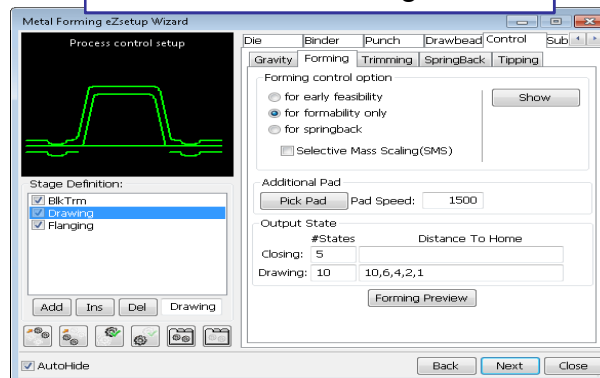 Metal Forming eZsetup Wizard
Process control setup
Die Binder Punch Drawbead Control Sub
Gravity Forming Trimming SpringBack Tipping
Forming control option
for early feasibility
Show
for formability only
for springback
Selective Mass Scaling(SMS)
Stage Definition:
BlkTrm
Drawing
Flanging
Additional Pad
Pick Pad Pad Speed: 1500
Output State
#States Distance To Home
Closing: 5
Drawing: 10 10,6,4,2,1
Forming Preview
Add Ins Del Drawing
AutoHide
Back Next Close